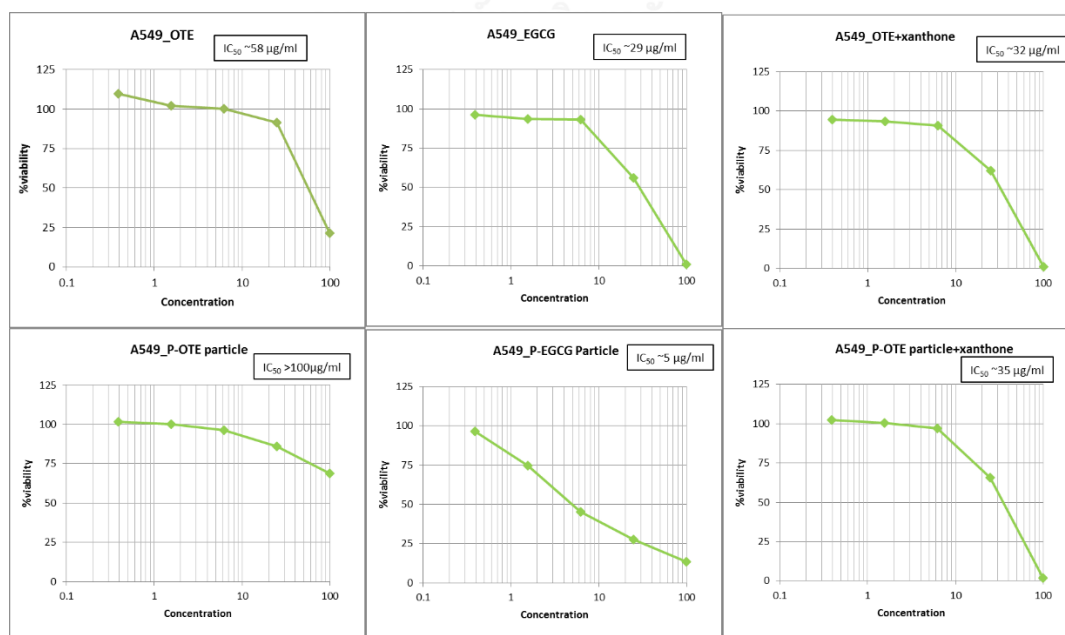 A549_OTE
IC₅₀ ~58 µg/ml
%viability
125
100
75
50
25
0
0.1
1
10
100
Concentration
A549_EGCG
IC₅₀ ~29 µg/ml
%viability
125
100
75
50
25
0
0.1
1
10
100
Concentration
A549_OTE+xanthone
IC₅₀ ~32 µg/ml
%viability
125
100
75
50
25
0
0.1
1
10
100
Concentration
A549_P-OTE particle
IC₅₀ >100µg/ml
%viability
125
100
75
50
25
0
0.1
1
10
100
Concentration
A549_P-EGCG Particle
IC₅₀ ~5 µg/ml
%viability
125
100
75
50
25
0
0.1
1
10
100
Concentration
A549_P-OTE particle+xanthone
IC₅₀ ~35 µg/ml
%viability
125
100
75
50
25
0
0.1
1
10
100
Concentration